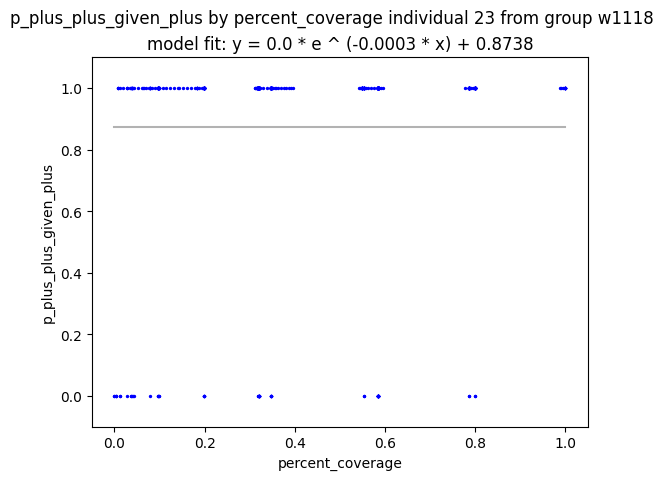 p_plus_plus_given_plus by percent_coverage individual 23 from group w1118
model fit: y = 0.0 * e ^ (-0.0003 * x) + 0.8738
1.0
0.8
0.6
0.4
0.2
0.0
p_plus_plus_given_plus
0.0 0.2 0.4 0.6 0.8 1.0
percent_coverage